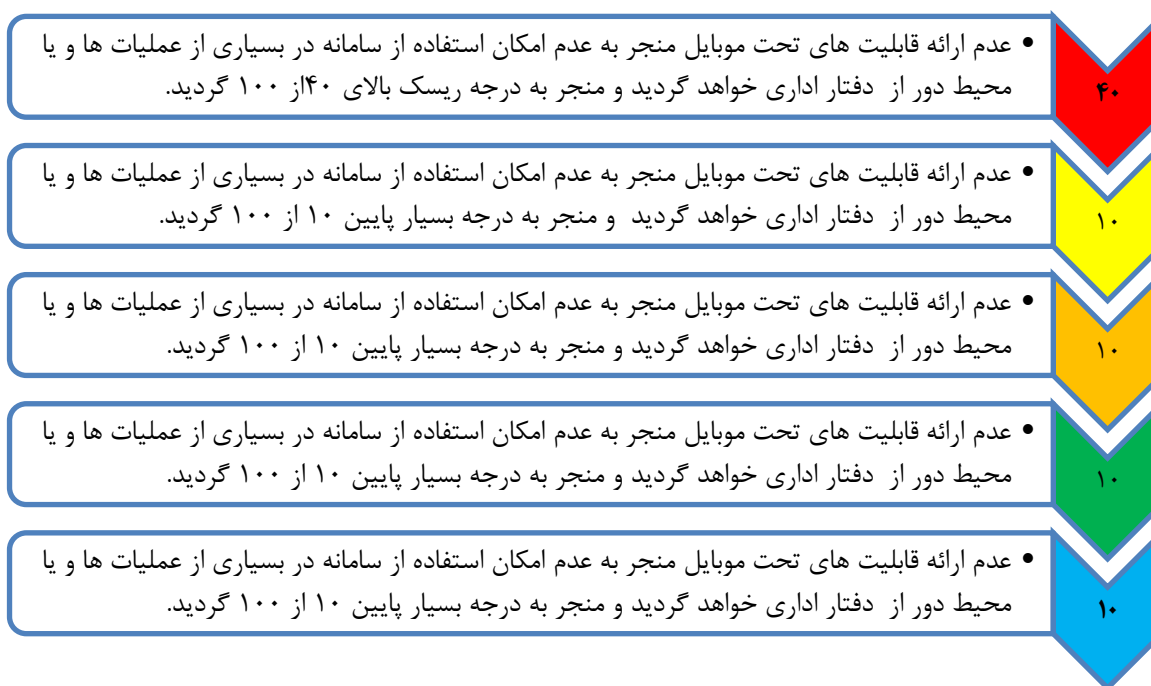 • عدم ارائه قابلیت های تحت موبایل منجر به عدم امکان استفاده از سامانه در بسیاری از عملیات ها و یا
محیط دور از  دفتار اداری خواهد گردید و منجر به درجه ریسک بالای ۴۰از ۱۰۰ گردید.
۴۰
• عدم ارائه قابلیت های تحت موبایل منجر به عدم امکان استفاده از سامانه در بسیاری از عملیات ها و یا
محیط دور از  دفتار اداری خواهد گردید  و منجر به درجه بسیار پایین ۱۰ از ۱۰۰ گردید.
۱۰
• عدم ارائه قابلیت های تحت موبایل منجر به عدم امکان استفاده از سامانه در بسیاری از عملیات ها و یا
محیط دور از  دفتار اداری خواهد گردید و منجر به درجه بسیار پایین ۱۰ از ۱۰۰ گردید.
۱۰
• عدم ارائه قابلیت های تحت موبایل منجر به عدم امکان استفاده از سامانه در بسیاری از عملیات ها و یا
محیط دور از  دفتار اداری خواهد گردید و منجر به درجه بسیار پایین ۱۰ از ۱۰۰ گردید.
۱۰
• عدم ارائه قابلیت های تحت موبایل منجر به عدم امکان استفاده از سامانه در بسیاری از عملیات ها و یا
محیط دور از  دفتار اداری خواهد گردید و منجر به درجه بسیار پایین ۱۰ از ۱۰۰ گردید.
۱۰